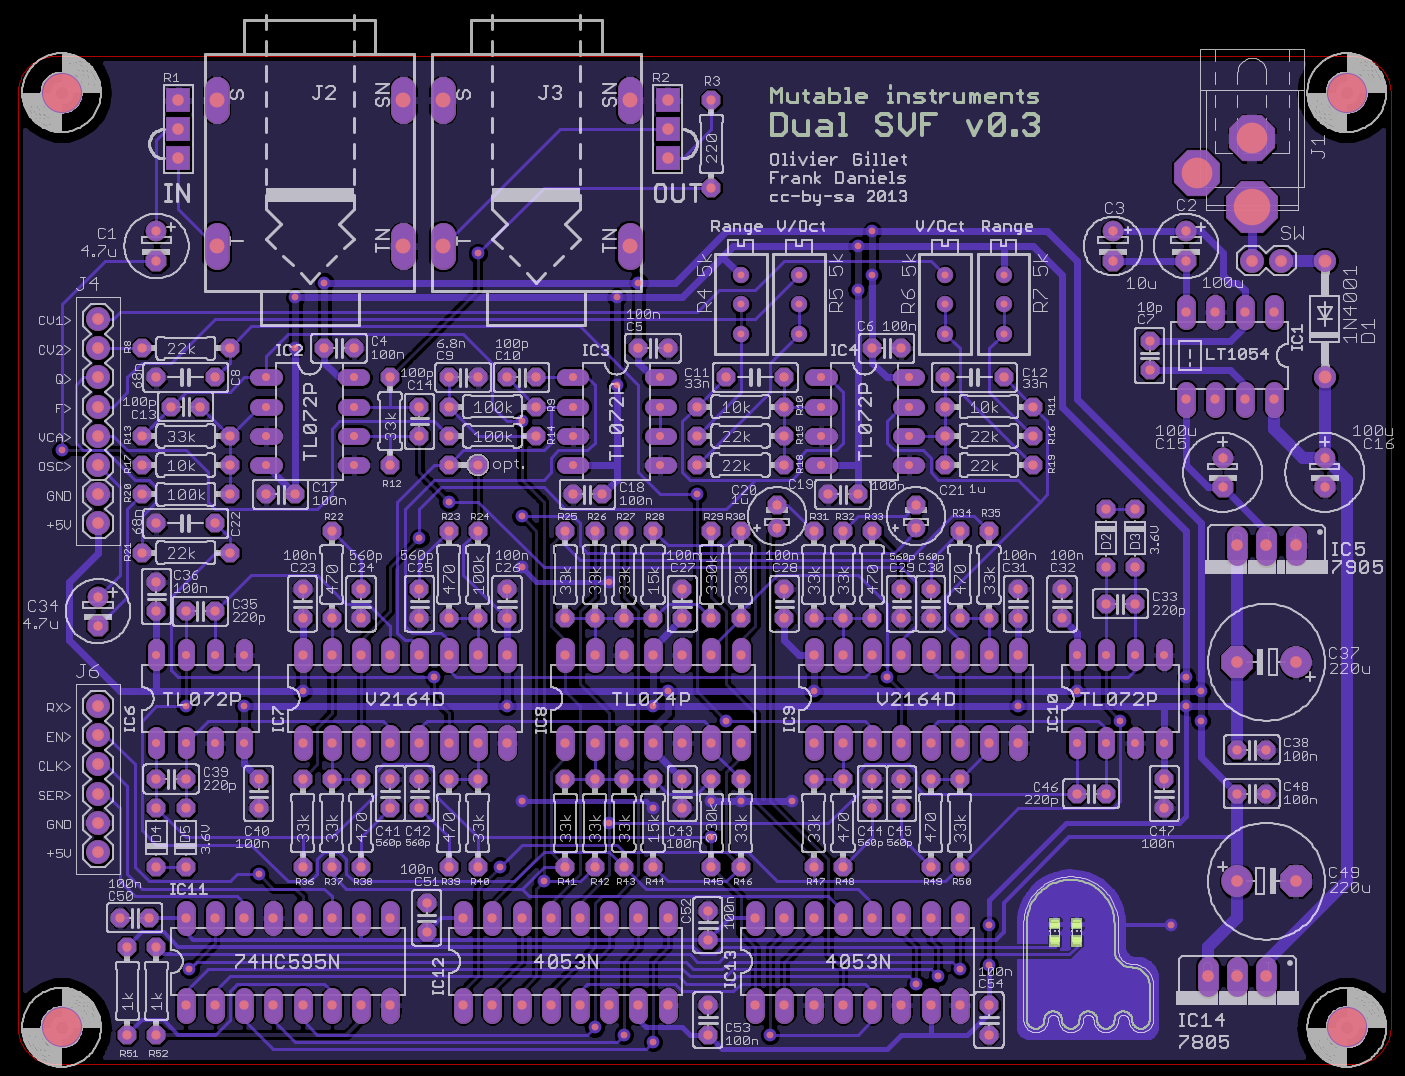 Mutable instruments
Dual SVF v0.3
Olivier Gillet
Frank Daniels
cc-by-sa 2013
R1
J2
S
SN
T
TN
IN
J3
S
SN
T
TN
R2
OUT
R3
220
J1
SW
C1
4.7u
Range V/Oct V/Oct Range
R4 5k
R5 5k
R6 5k
R7 5k
C3
10u
C2
100u
10p
C7
LT1054
IC1
1N4001
D1
J4
CV1>
CV2>
Q>
F>
VCA>
OSC>
GND
+5V
R8
22k
68n
C8
100p
C13
R13
33k
R17
10k
R20
100k
68n
C22
R21
22k
IC2
TL072P
C4
100n
100p
C14
33k
R12
6.8n
C9
100p
C10
100k
R9
100k
R14
opt.
IC3
TL072P
100n
C5
C11
33n
10k
R10
22k
R15
22k
R18
IC4
TL072P
C6 100n
C12
33n
10k
R11
22k
R16
22k
R19
100u
C15
100u
C16
C17
100n
C18
100n
C19
100n
C20
1u
C21 1u
C34
4.7u
C36
100n
C35
220p
100n
C23
R22
470
560p
C24
560p
C25
R23
470
R24
100k
100n
C26
R25
33k
R26
33k
R27
33k
R28
15k
100n
C27
R29
330k
R30
33k
100n
C28
R31
33k
R32
470
R33
33k
560p
C29
560p
C30
R34
470
R35
33k
100n
C31
100n
C32
D2
D3
3.6V
C33
220p
IC5
7905
C37
220u
J6
RX>
EN>
CLK>
SER>
GND
+5V
IC6
TL072P
IC7
V2164D
IC8
TL074P
IC9
V2164D
IC10
TL072P
C38
100n
C48
100n
C49
220u
C39
220p
D4
D5
3.6V
C40
100n
33k
R36
33k
R37
470
R38
C41
560p
C42
560p
470
R39
33k
R40
33k
R41
33k
R42
33k
R43
15k
R44
C43
100n
330k
R45
33k
R46
33k
R47
470
R48
C44
560p
C45
560p
470
R49
33k
R50
C46
220p
C47
100n
100n
C50
IC11
74HC595N
100n
C51
IC12
4053N
C52
100n
IC13
4053N
C53
100n
100n
C54
1k
R51
1k
R52
IC14
7805